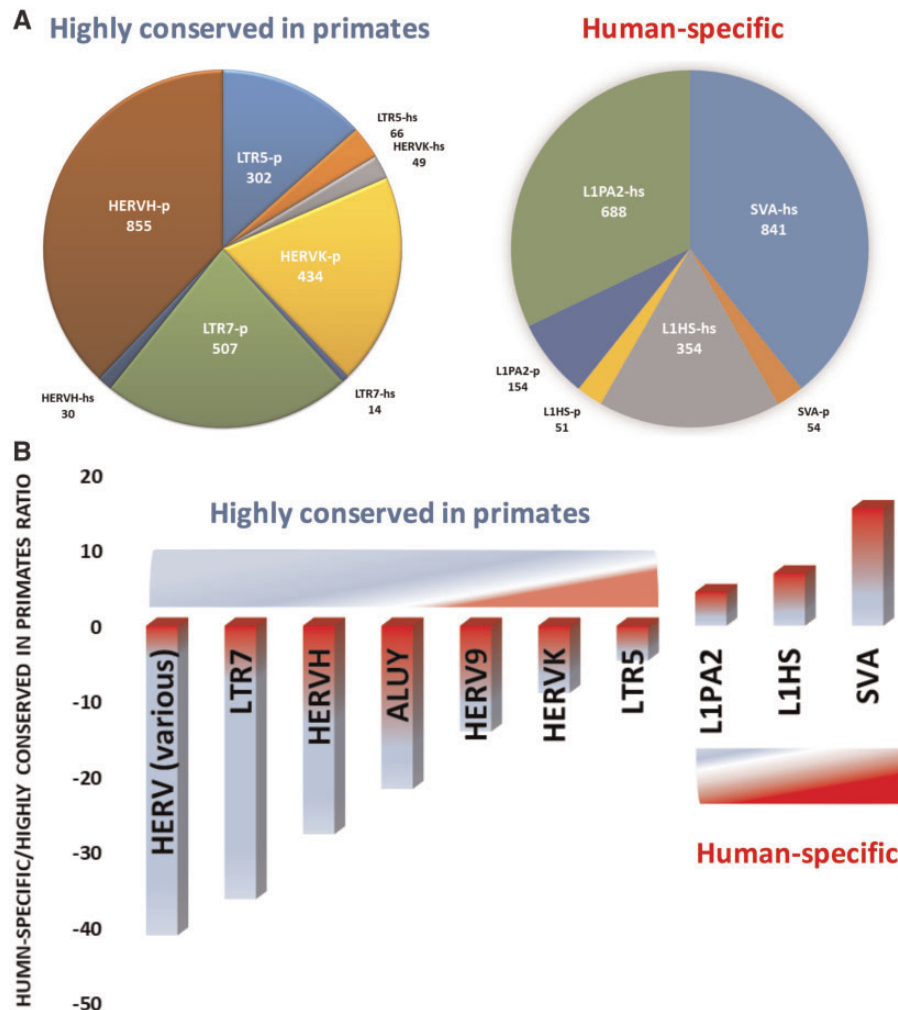 A
Highly conserved in primates
Human-specific
LTR5-p
302
LTR5-hs
66
HERVK-hs
49
HERVK-p
434
LTR7-hs
14
LTR7-p
507
HERVH-hs
30
HERVH-p
855
SVA-hs
841
SVA-p
54
L1HS-hs
354
L1HS-p
51
L1PA2-p
154
L1PA2-hs
688
B
HUMN-SPECIFIC/HIGHLY CONSERVED IN PRIMATES RATIO
20
10
0
-10
-20
-30
-40
-50
Highly conserved in primates
HERV (various)
LTR7
HERVH
ALUY
HERV9
HERVK
LTR5
L1PA2
L1HS
SVA
Human-specific